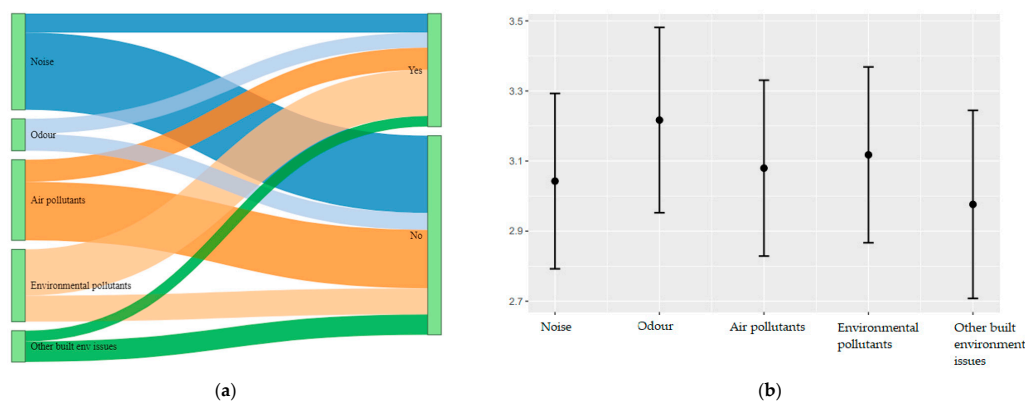 Noise
Odour
Air pollutants
Environmental pollutants
Other built env issues
Yes
No
(a)
b)
3.5
3.3
3.1
2.9
2.7
Noise
Odour
Air pollutants
Environmental
pollutants
Other built
environment
issues
(b)